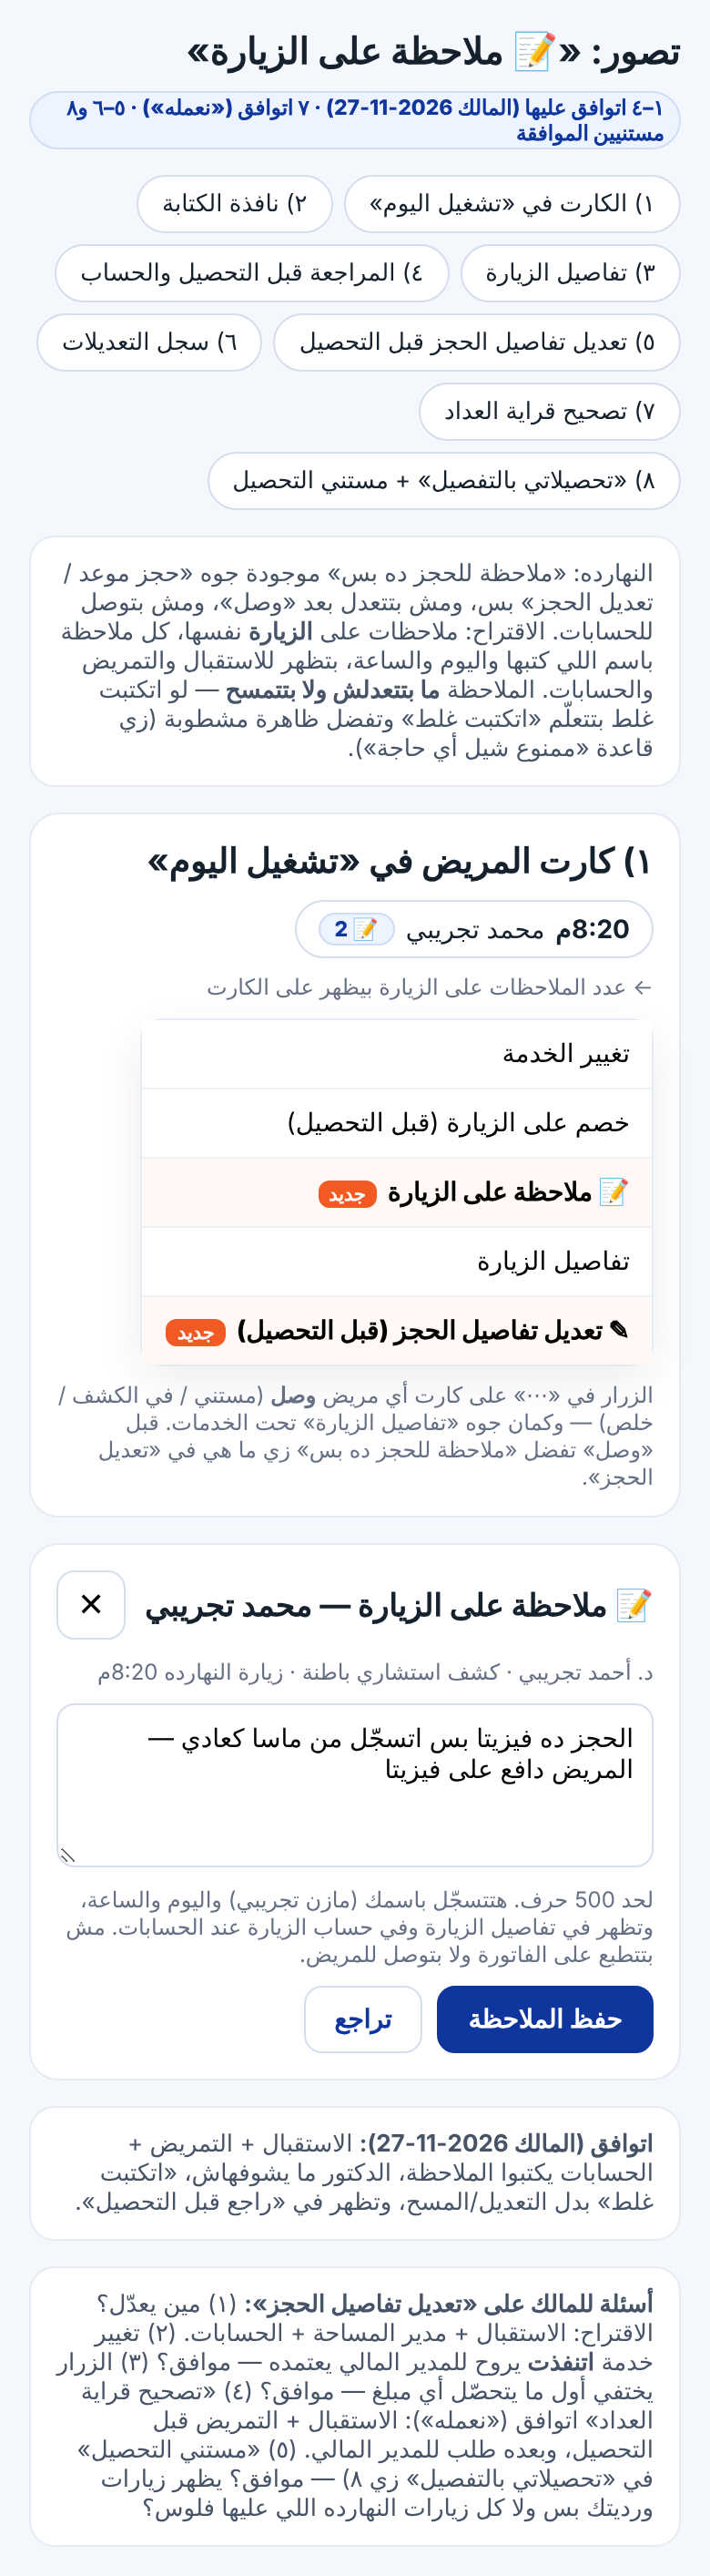 تصور: «📝 ملاحظة على الزيارة»
١–٤ اتوافق عليها (المالك 2026-11-27) · ٧ اتوافق («نعمله») · ٥–٦ و٨
مستنيين الموافقة
١) الكارت في «تشغيل اليوم»
٢) نافذة الكتابة
٣) تفاصيل الزيارة
٤) المراجعة قبل التحصيل والحساب
٥) تعديل تفاصيل الحجز قبل التحصيل
٦) سجل التعديلات
٧) تصحيح قراية العداد
٨) «تحصيلاتي بالتفصيل» + مستني التحصيل
النهارده: «ملاحظة للحجز ده بس» موجودة جوه «حجز موعد /
تعديل الحجز» بس، ومش بتتعدل بعد «وصل»، ومش بتوصل
للحسابات. الاقتراح: ملاحظات على الزيارة نفسها، كل ملاحظة
باسم اللي كتبها واليوم والساعة، بتظهر للاستقبال والتمريض
والحسابات. الملاحظة ما بتتعدلش ولا بتتمسح — لو اتكتبت
غلط بتتعلّم «اتكتبت غلط» وتفضل ظاهرة مشطوبة (زي
قاعدة «ممنوع شيل أي حاجة»).
١) كارت المريض في «تشغيل اليوم»
8:20م محمد تجريبي 📝 2
← عدد الملاحظات على الزيارة بيظهر على الكارت
تغيير الخدمة
خصم على الزيارة (قبل التحصيل)
📝 ملاحظة على الزيارة جديد
تفاصيل الزيارة
✎ تعديل تفاصيل الحجز (قبل التحصيل) جديد
الزرار في «⋯» على كارت أي مريض وصل (مستني / في الكشف /
خلص) — وكمان جوه «تفاصيل الزيارة» تحت الخدمات. قبل
«وصل» تفضل «ملاحظة للحجز ده بس» زي ما هي في «تعديل
الحجز».
📝 ملاحظة على الزيارة — محمد تجريبي
✕
د. أحمد تجريبي · كشف استشاري باطنة · زيارة النهارده 8:20م
الحجز ده فيزيتا بس اتسجّل من ماسا كعادي —
المريض دافع على فيزيتا
لحد 500 حرف. هتتسجّل باسمك (مازن تجريبي) واليوم والساعة،
وتظهر في تفاصيل الزيارة وفي حساب الزيارة عند الحسابات. مش
بتتطبع على الفاتورة ولا بتوصل للمريض.
حفظ الملاحظة
تراجع
اتوافق (المالك 2026-11-27): الاستقبال + التمريض +
الحسابات يكتبوا الملاحظة، الدكتور ما يشوفهاش، «اتكتبت
غلط» بدل التعديل/المسح، وتظهر في «راجع قبل التحصيل».
أسئلة للمالك على «تعديل تفاصيل الحجز»: (١) مين يعدّل؟
الاقتراح: الاستقبال + مدير المساحة + الحسابات. (٢) تغيير
خدمة اتنفذت يروح للمدير المالي يعتمده — موافق؟ (٣) الزرار
يختفي أول ما يتحصّل أي مبلغ — موافق؟ (٤) «تصحيح قراية
العداد» اتوافق («نعمله»): الاستقبال + التمريض قبل
التحصيل، وبعده طلب للمدير المالي. (٥) «مستني التحصيل»
في «تحصيلاتي بالتفصيل» زي ٨) — موافق؟ يظهر زيارات
ورديتك بس ولا كل زيارات النهارده اللي عليها فلوس؟